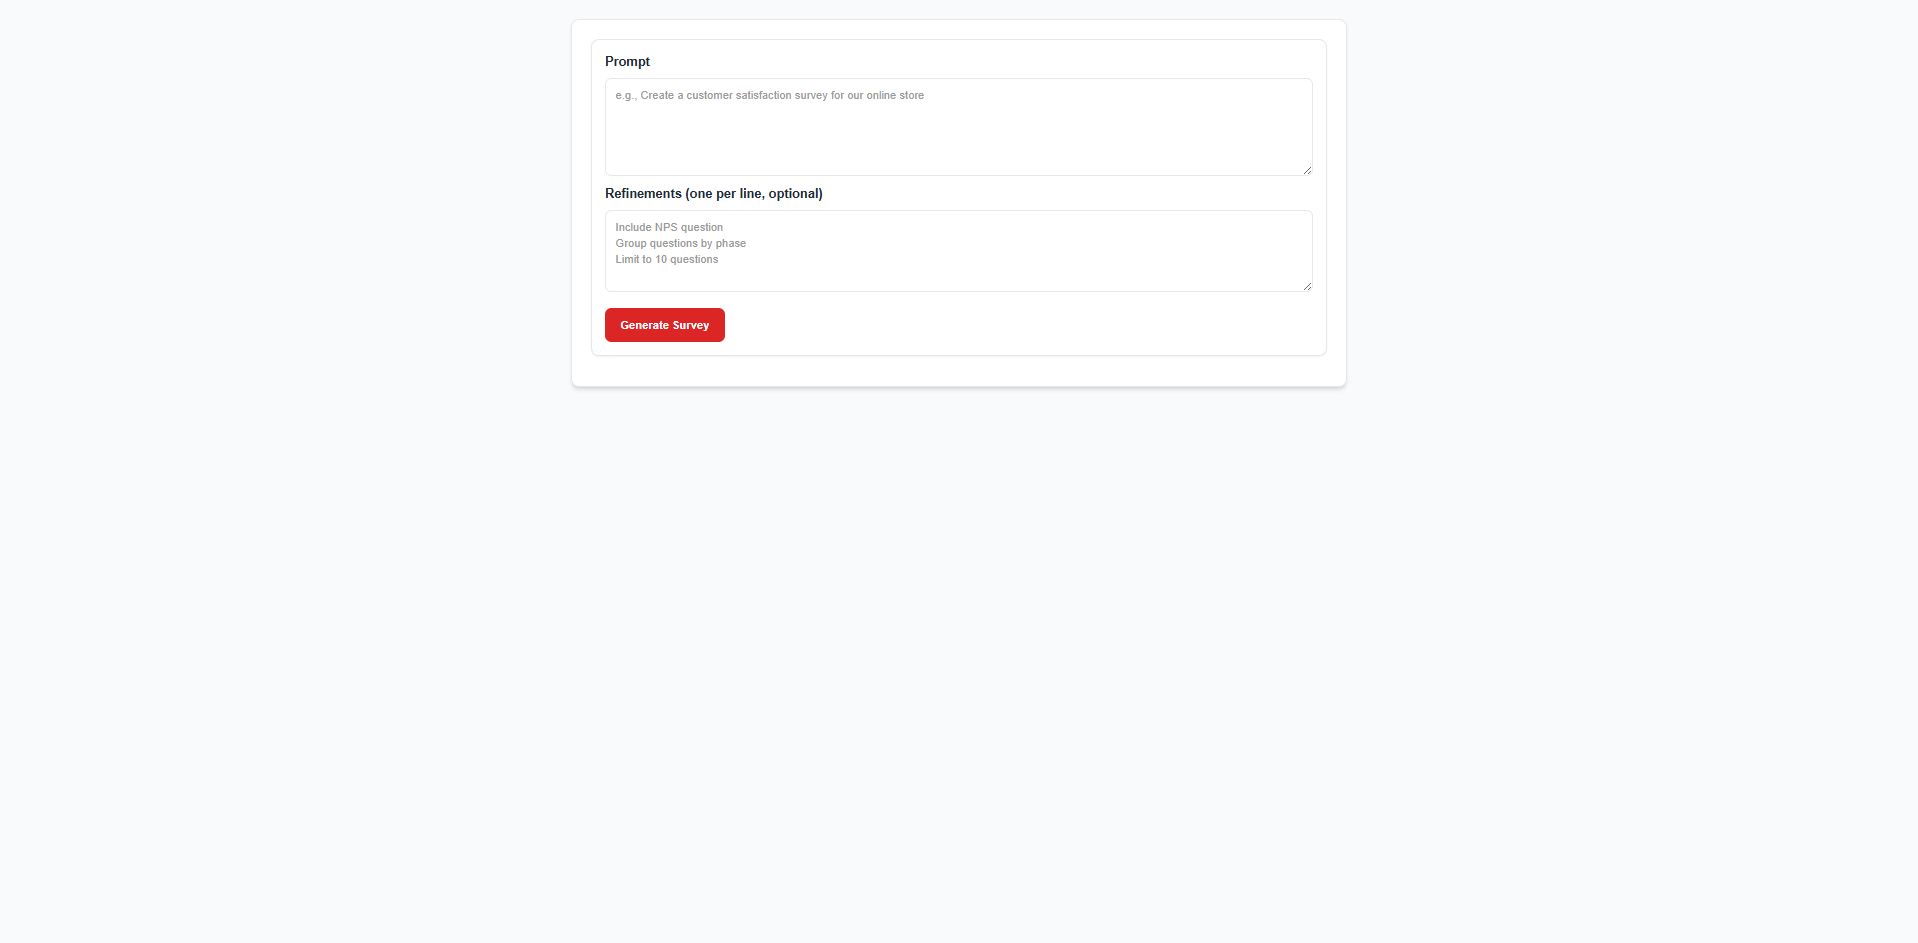 Prompt
e.g., Create a customer satisfaction survey for our online store
Refinements (one per line, optional)
Include NPS question
Group questions by phase
Limit to 10 questions
Generate Survey